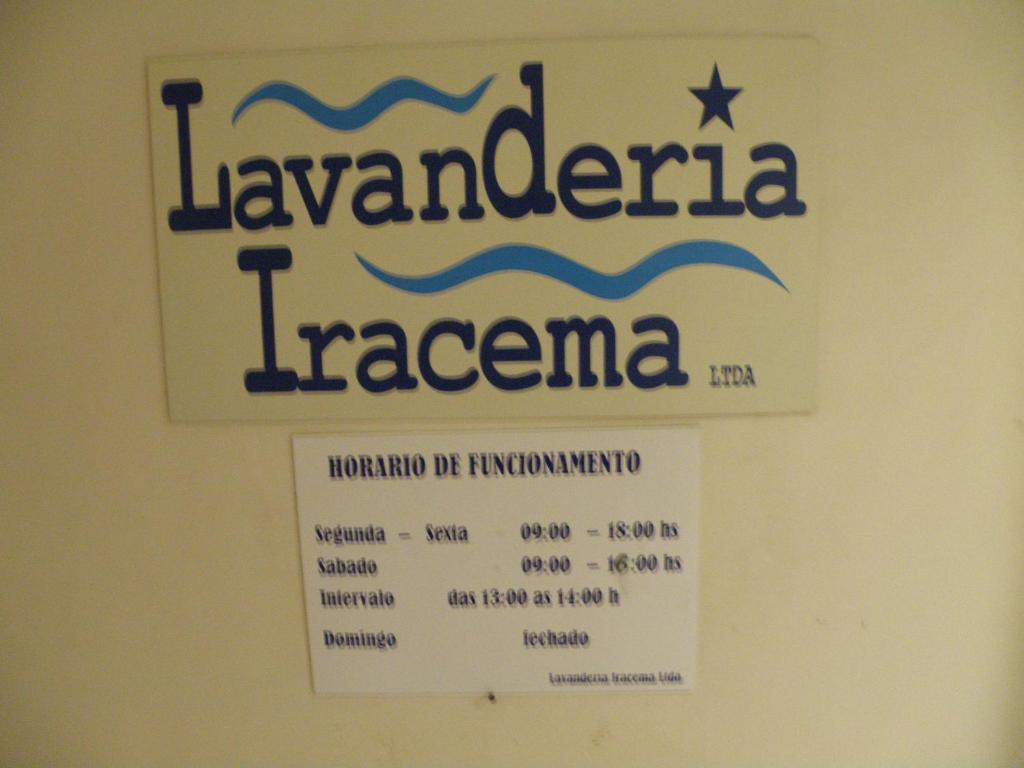 Lavanderia
Iracema LTDA
HORARIO DE FUNCIONAMENTO
Segunda – Sexta 09:00 – 18:00 hs
Sabado 09:00 – 16:00 hs
Intervalo das 13:00 as 14:00 h
Domingo fechado
Lavanderia Iracema Ltda